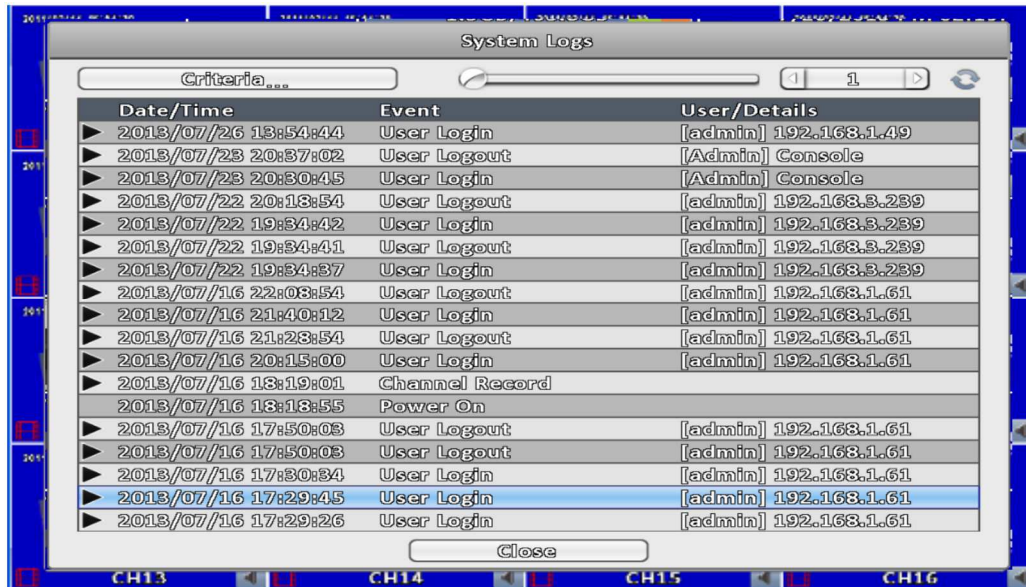 System Logs
Criteria...
1
Date/Time Event User/Details
2013/07/26 13:54:44 User Login [admin] 192.168.1.49
2013/07/23 20:37:02 User Logout [Admin] Console
2013/07/23 20:30:45 User Login [Admin] Console
2013/07/22 20:18:54 User Logout [admin] 192.168.3.239
2013/07/22 19:34:42 User Login [admin] 192.168.3.239
2013/07/22 19:34:41 User Logout [admin] 192.168.3.239
2013/07/22 19:34:37 User Login [admin] 192.168.3.239
2013/07/16 22:08:54 User Logout [admin] 192.168.1.61
2013/07/16 21:40:12 User Login [admin] 192.168.1.61
2013/07/16 21:28:54 User Logout [admin] 192.168.1.61
2013/07/16 20:15:00 User Login [admin] 192.168.1.61
2013/07/16 18:19:01 Channel Record
2013/07/16 18:18:55 Power On
2013/07/16 17:50:03 User Logout [admin] 192.168.1.61
2013/07/16 17:50:03 User Logout [admin] 192.168.1.61
2013/07/16 17:30:34 User Login [admin] 192.168.1.61
2013/07/16 17:29:45 User Login [admin] 192.168.1.61
2013/07/16 17:29:26 User Login [admin] 192.168.1.61
Close
CH13 CH14 CH15 CH16